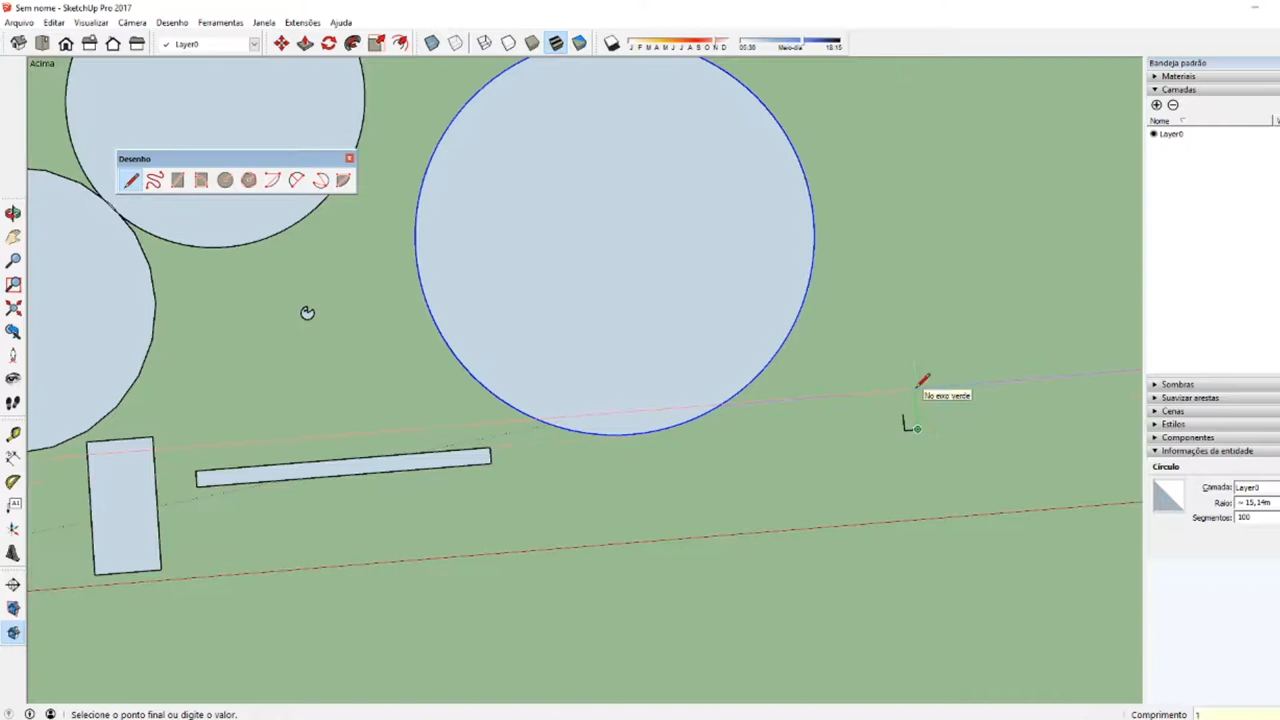 Sem nome - SketchUp Pro 2017
Arquivo Editar Visualizar Câmera Desenho Ferramentas Janela Extensões Ajuda
Layer0
J F M A M J J A S O N D 05:30 Meio-dia 18:15
Acima
Desenho
No eixo verde
Bandeja padrão
Materiais
Camadas
Nome
Layer0
Sombras
Suavizar arestas
Cenas
Estilos
Componentes
Informações da entidade
Círculo
Camada: Layer0
Raio: ~ 15,14m
Segmentos: 100
Selecione o ponto final ou digite o valor.
Comprimento 1